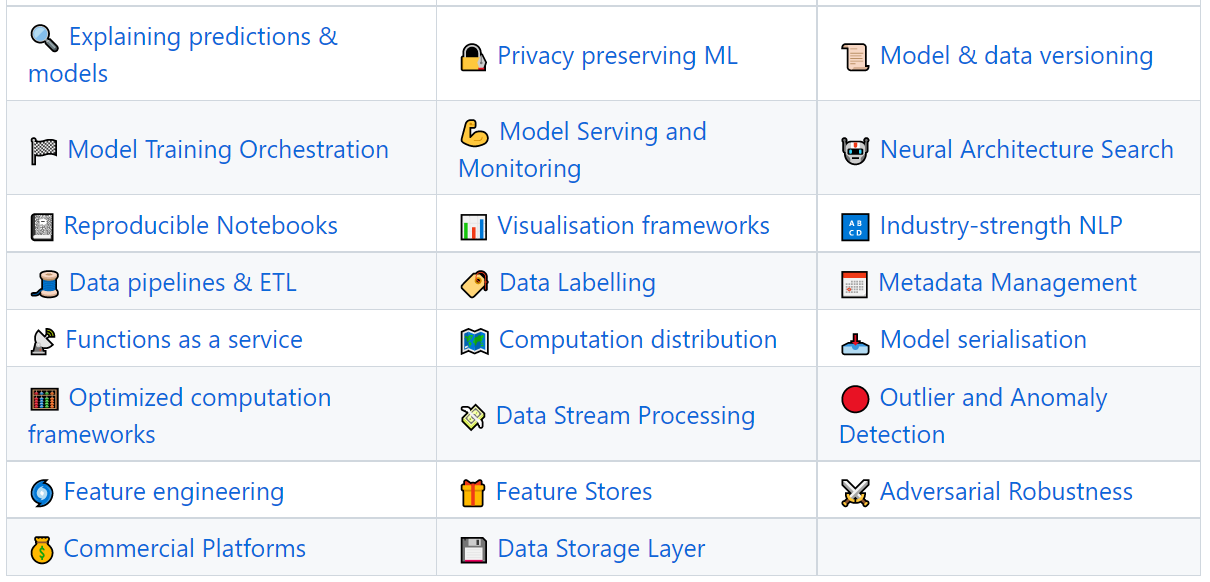 🔍 Explaining predictions &
models
🔏 Privacy preserving ML
📜 Model & data versioning
🏁 Model Training Orchestration
💪 Model Serving and
Monitoring
🤖 Neural Architecture Search
📓 Reproducible Notebooks
📊 Visualisation frameworks
🔠 Industry-strength NLP
🧵 Data pipelines & ETL
🏷️ Data Labelling
📅 Metadata Management
📡 Functions as a service
🗺️ Computation distribution
📥 Model serialisation
🧮 Optimized computation
frameworks
💸 Data Stream Processing
🔴 Outlier and Anomaly
Detection
🌀 Feature engineering
🎁 Feature Stores
⚔ Adversarial Robustness
💰 Commercial Platforms
💾 Data Storage Layer